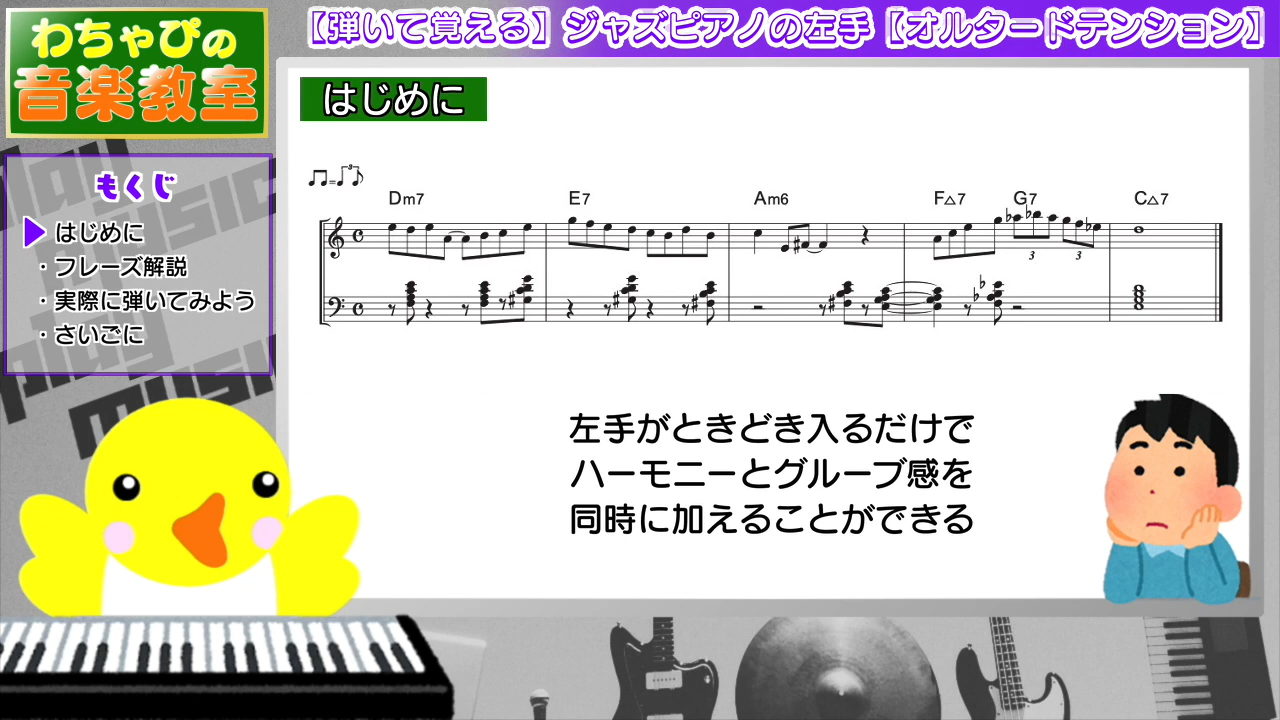 わちゃぴの
音楽教室
【弾いて覚える】ジャズピアノの左手【オルタードテンション】
もくじ
はじめに
・フレーズ解説
・実際に弾いてみよう
・さいごに
はじめに
Dm7 E7 Am6 F△7 G7 C△7
3 3
左手がときどき入るだけで
ハーモニーとグルーブ感を
同時に加えることができる